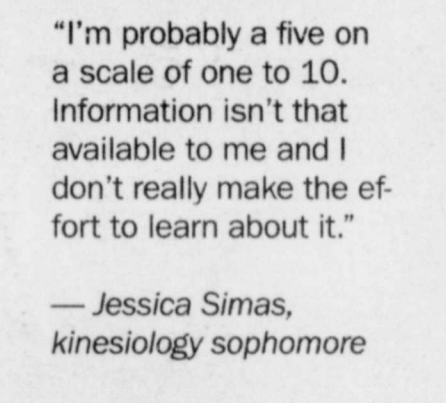 “I’m probably a five on
a scale of one to 10.
Information isn’t that
available to me and I
don’t really make the ef-
fort to learn about it.”
— Jessica Simas,
kinesiology sophomore